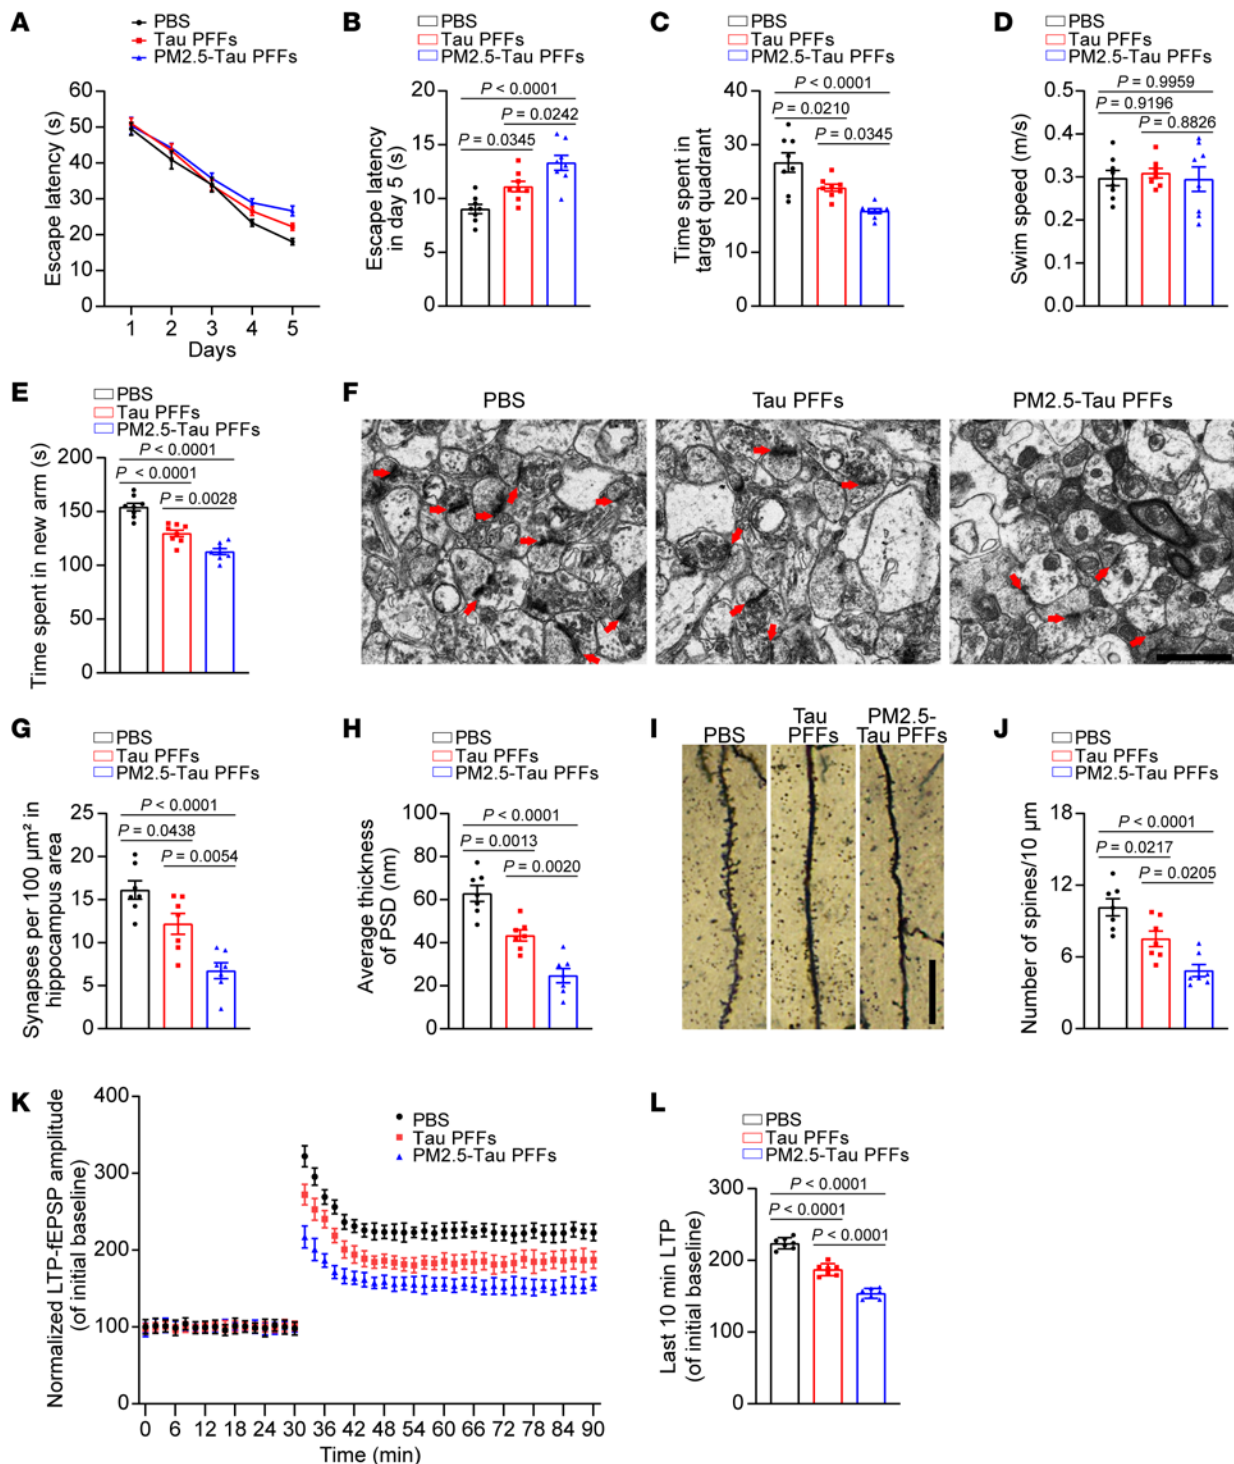 A
PBS
Tau PFFs
PM2.5-Tau PFFs
Escape latency (s)
60
50
40
30
20
10
0
1
2
3
4
5
Days
B
PBS
Tau PFFs
PM2.5-Tau PFFs
P < 0.0001
P = 0.0242
P = 0.0345
Escape latency
in day 5 (s)
20
15
10
5
0
C
PBS
Tau PFFs
PM2.5-Tau PFFs
P < 0.0001
P = 0.0210
P = 0.0345
Time spent in
target quadrant
40
30
20
10
0
D
PBS
Tau PFFs
PM2.5-Tau PFFs
P = 0.9959
P = 0.9196
P = 0.8826
Swim speed (m/s)
0.5
0.4
0.3
0.2
0.1
0.0
E
PBS
Tau PFFs
PM2.5-Tau PFFs
P < 0.0001
P < 0.0001
P = 0.0028
Time spent in new arm (s)
200
150
100
50
0
F
PBS
Tau PFFs
PM2.5-Tau PFFs
G
PBS
Tau PFFs
PM2.5-Tau PFFs
P < 0.0001
P = 0.0438
P = 0.0054
Synapses per 100 µm² in
hippocampus area
25
20
15
10
5
0
H
PBS
Tau PFFs
PM2.5-Tau PFFs
P < 0.0001
P = 0.0013
P = 0.0020
Average thickness
of PSD (nm)
100
80
60
40
20
0
I
PBS
Tau
PFFs
PM2.5-
Tau PFFs
J
PBS
Tau PFFs
PM2.5-Tau PFFs
P < 0.0001
P = 0.0217
P = 0.0205
Number of spines/10 µm
18
12
6
0
K
PBS
Tau PFFs
PM2.5-Tau PFFs
Normalized LTP-fEPSP amplitude
(of initial baseline)
400
300
200
100
0
0 6 12 18 24 30 36 42 48 54 60 66 72 78 84 90
Time (min)
L
PBS
Tau PFFs
PM2.5-Tau PFFs
P < 0.0001
P < 0.0001
P < 0.0001
Last 10 min LTP
(of initial baseline)
300
200
100
0